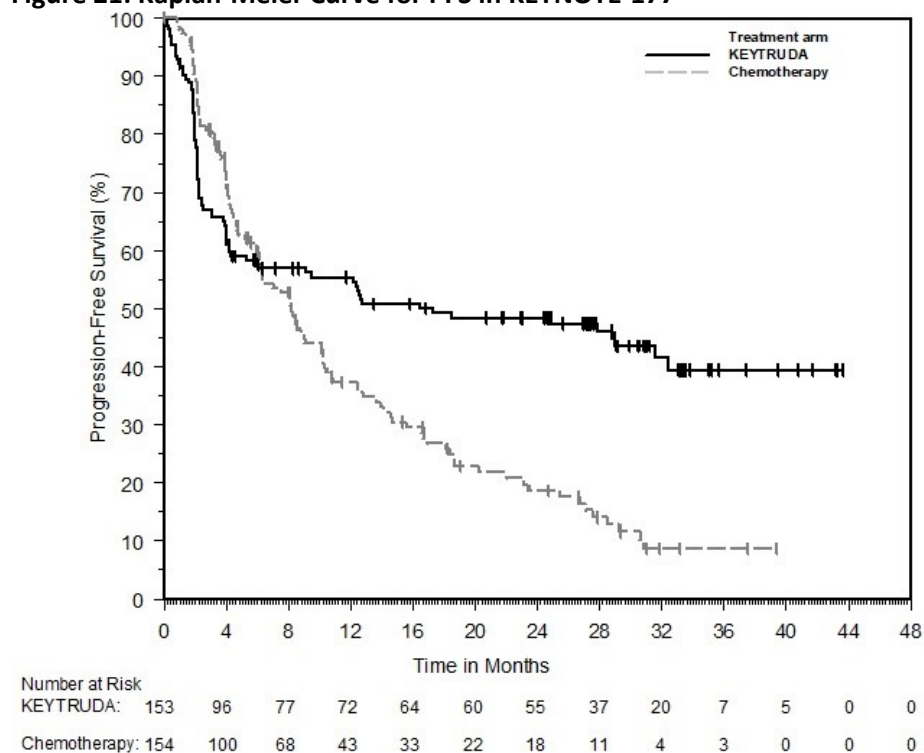 Figure 21: Kaplan-Meier Curve for PFS in KEYNOTE-177
Treatment arm
KEYTRUDA
Chemotherapy
Progression-Free Survival (%)
100
90
80
70
60
50
40
30
20
10
0
0 4 8 12 16 20 24 28 32 36 40 44 48
Time in Months
Number at Risk
KEYTRUDA: 153 96 77 72 64 60 55 37 20 7 5 0 0
Chemotherapy: 154 100 68 43 33 22 18 11 4 3 0 0 0